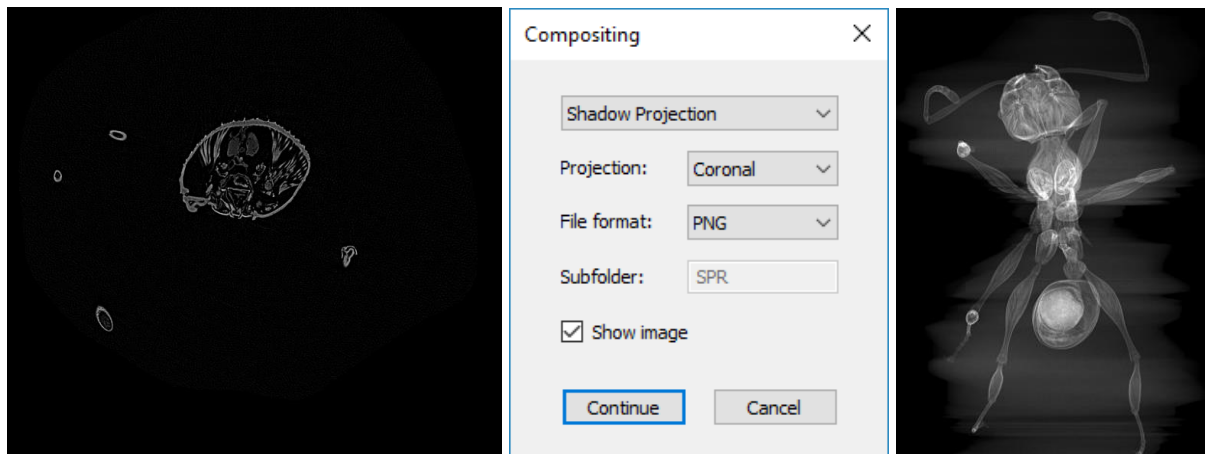 Compositing
Shadow Projection
Projection: Coronal
File format: PNG
Subfolder: SPR
Show image
Continue Cancel